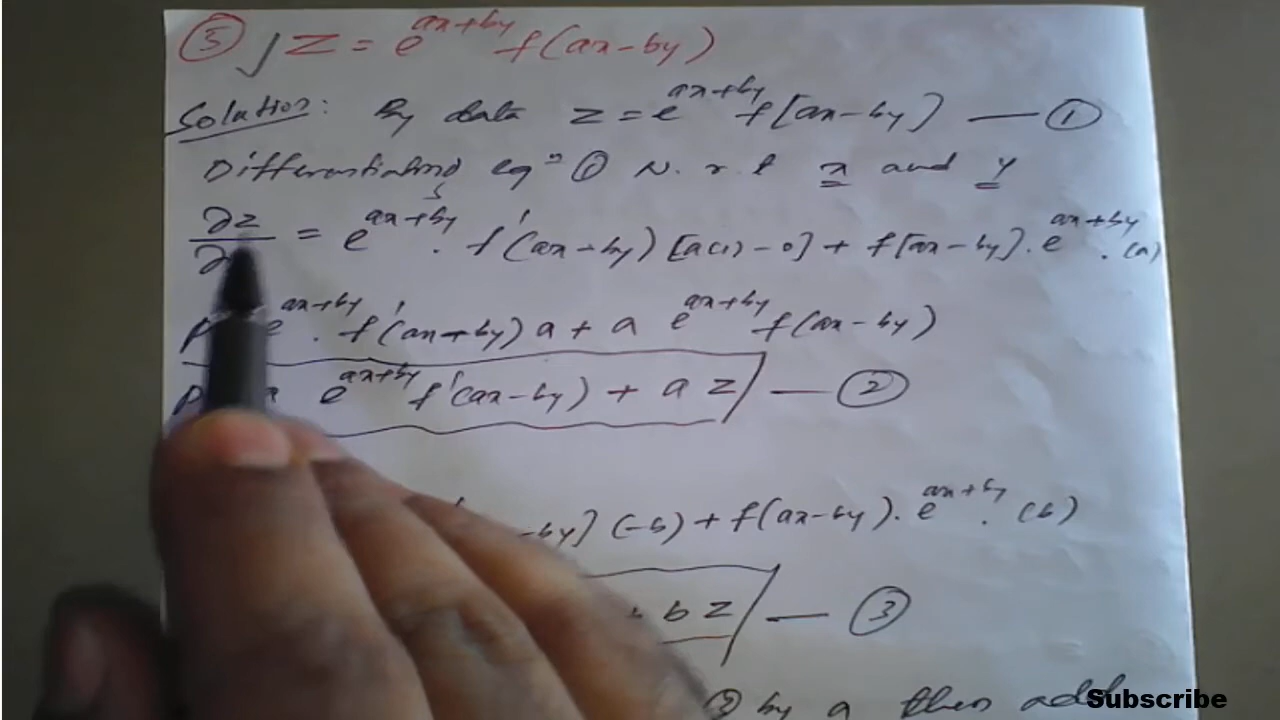 ⑤ ∫ Z = e^{ax+by} f(ax-by)
Solution: By data z = e^{ax+by} f[ax-by] — ①
Differentiating eqⁿ ① w.r.t x and y
∂z/∂ = e^{ax+by} . f'(ax-by) [a(1) - 0] + f[ax-by] . e^{ax+by} . (a)
e^{ax+by} . f'(ax+by) a + a e^{ax+by} f(ax-by)
e^{ax+by} f'(ax-by) + a z — ②
-by] (-b) + f(ax-by) . e^{ax+by} . (b)
b z — ③
② by a then add
Subscribe